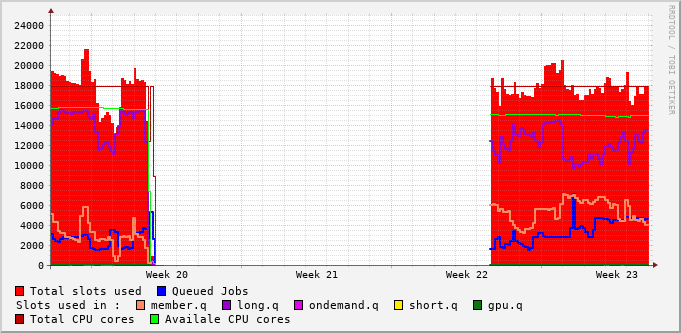 24000
22000
20000
18000
16000
14000
12000
10000
8000
6000
4000
2000
0
Week 20 Week 21 Week 22 Week 23
Total slots used Queued Jobs
Slots used in : member.q long.q ondemand.q short.q gpu.q
Total CPU cores Availale CPU cores
RRDTOOL / TOBI OETIKER